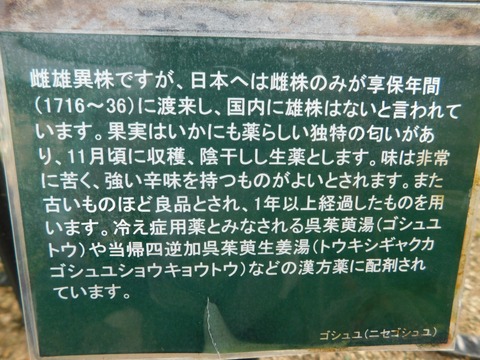 雌雄異株ですが、日本へは雌株のみが享保年間
(1716～36)に渡来し、国内に雄株はないと言われて
います。果実はいかにも薬らしい独特の匂いがあ
り、11月頃に収穫、陰干しし生薬とします。味は非常
に苦く、強い辛味を持つものがよいとされます。また
古いものほど良品とされ、1年以上経過したものを用
います。冷え症用薬とみなされる呉茱萸湯(ゴシュユ
トウ)や当帰四逆加呉茱萸生姜湯(トウキシギャクカ
ゴシュユショウキョウトウ)などの漢方薬に配剤され
ています。
ゴシュユ(ニセゴシュユ)